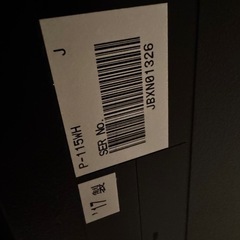 J
P-115WH
SER No.
JBXN01326
'17 製